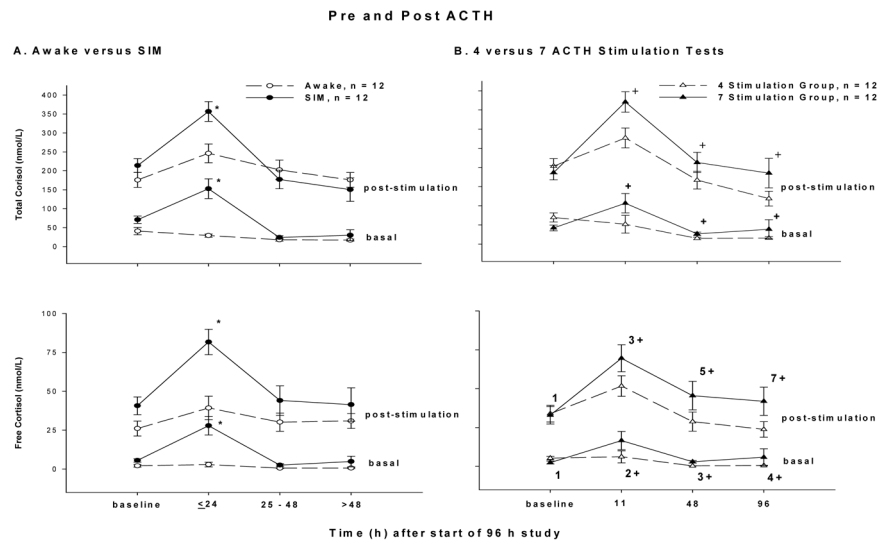 Pre and Post ACTH
A. Awake versus SIM
B. 4 versus 7 ACTH Stimulation Tests
Awake, n = 12
SIM, n = 12
4 Stimulation Group, n = 12
7 Stimulation Group, n = 12
Total Corisol (nmol/L)
400
350
300
250
200
150
100
50
0
*
*
post-stimulation
basal
+
+
+
post-stimulation
+
+
+
basal
Free Cortisol (nmol/L)
100
75
50
25
0
*
*
post-stimulation
basal
1
3+
5+
7+
post-stimulation
basal
1
2+
3+
4+
baseline
≤24
25 - 48
>48
baseline
11
48
96
Time (h) after start of 96 h study